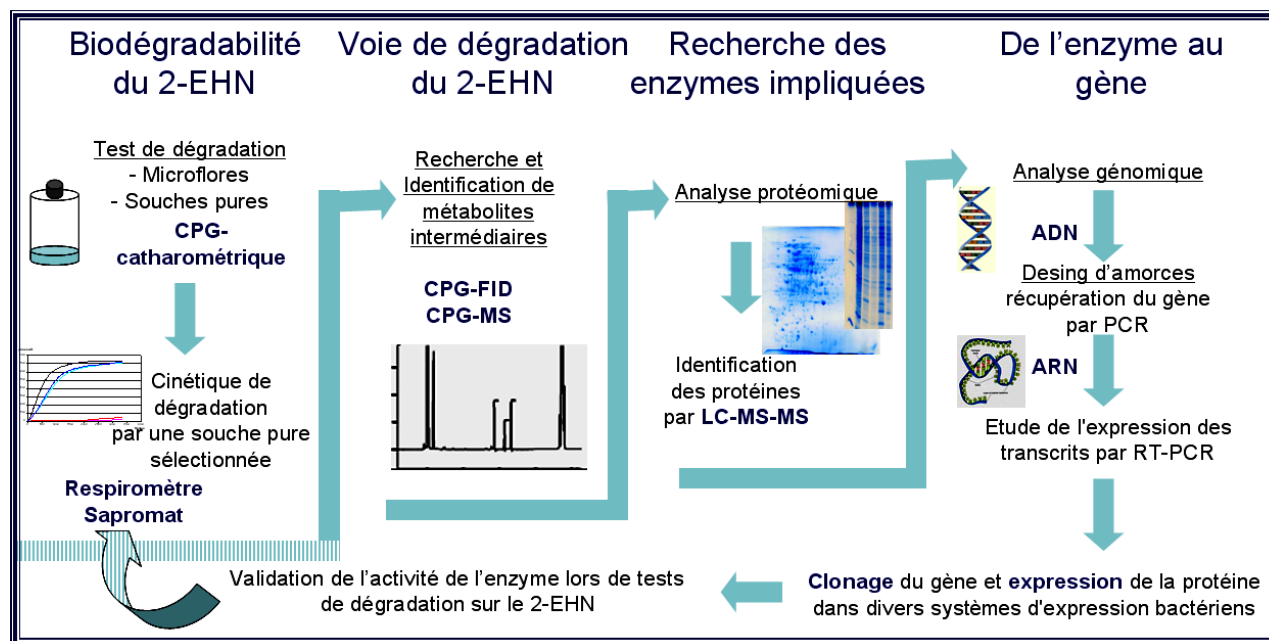 Biodégradabilité
du 2-EHN
Test de dégradation
- Microflores
- Souches pures
CPG-
catharométrique
Cinétique de
dégradation
par une souche pure
sélectionnée
Respiromètre
Sapromat
Voie de dégradation
du 2-EHN
Recherche et
Identification de
métabolites
intermédiaires
CPG-FID
CPG-MS
Recherche des
enzymes impliquées
Analyse protéomique
Identification
des protéines
par LC-MS-MS
De l'enzyme au
gène
Analyse génomique
ADN
Desing d'amorces
récupération du gène
par PCR
ARN
Etude de l'expression des
transcrits par RT-PCR
Clonage du gène et expression de la protéine
dans divers systèmes d'expression bactériens
Validation de l'activité de l'enzyme lors de tests
de dégradation sur le 2-EHN